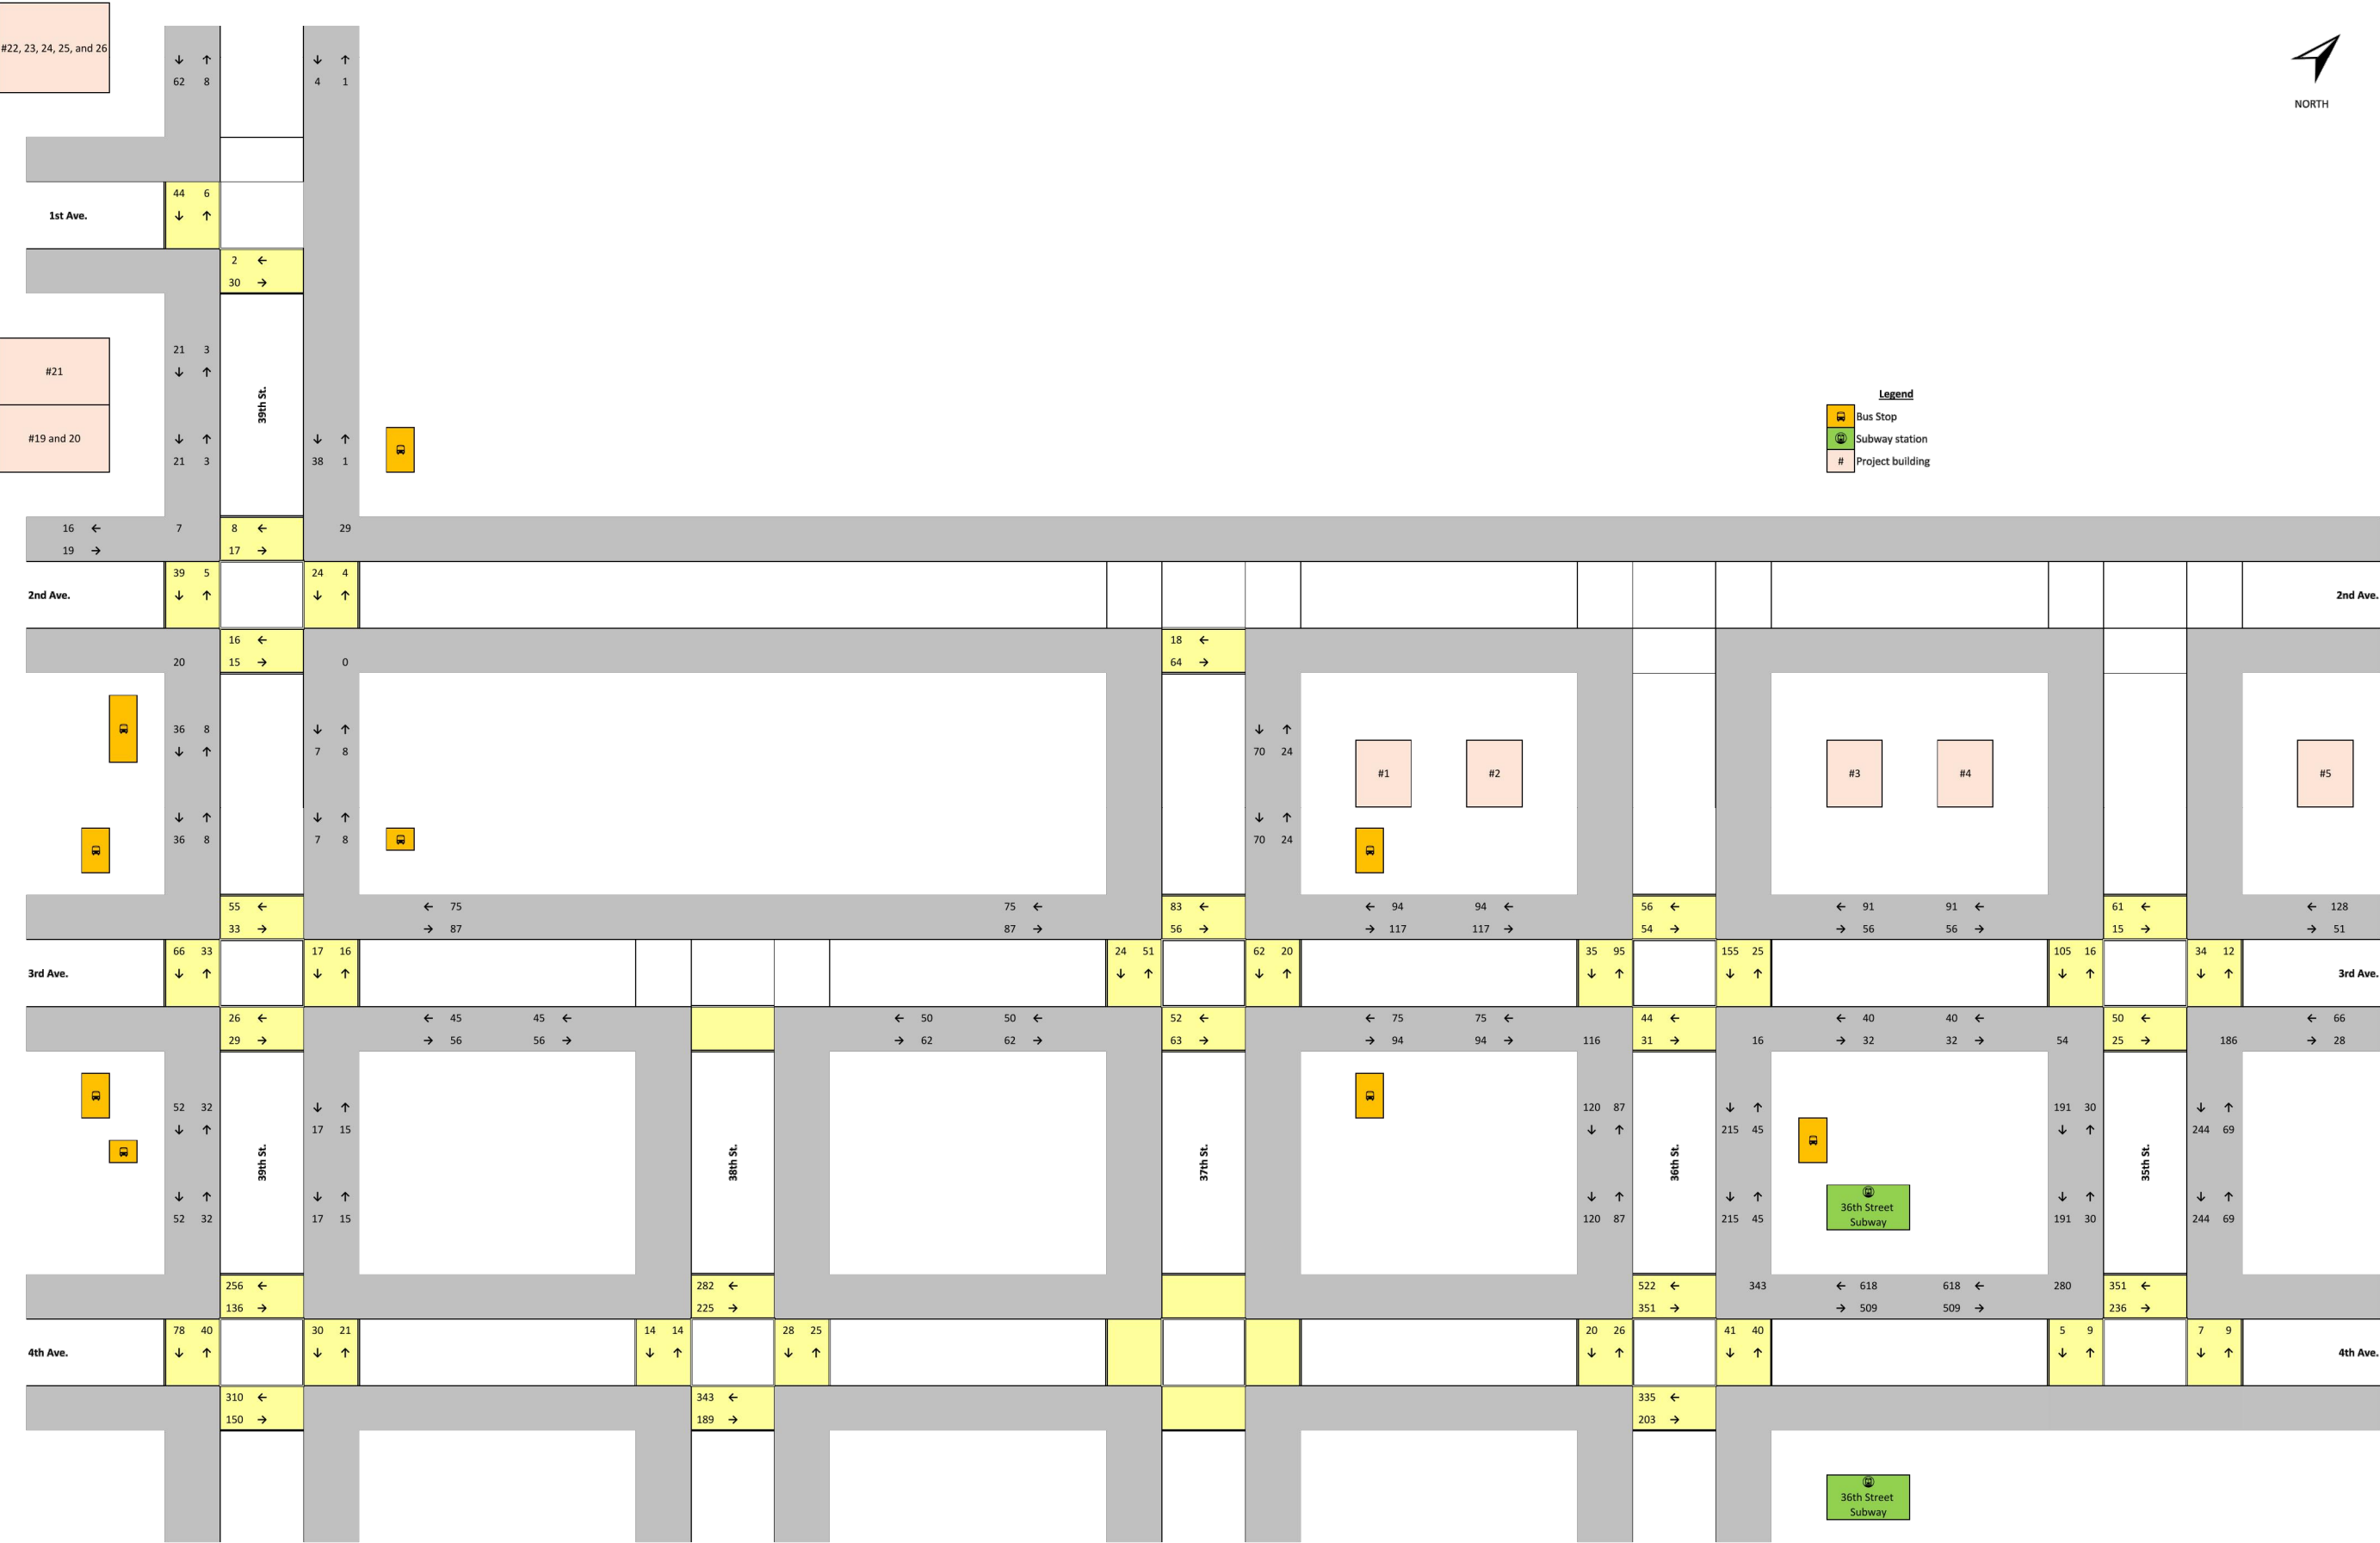 #22, 23, 24, 25, and 26
↓ ↑ ↓ ↑
62 8 4 1
NORTH
44 6
1st Ave. ↓ ↑
2 ←
30 →
21 3
#21 ↓ ↑
39th St.
Legend
Bus Stop
#19 and 20 ↓ ↑ ↓ ↑ Subway station
21 3 38 1 # Project building
16 ← 7 8 ← 29
19 → 17 →
39 5 24 4
2nd Ave. ↓ ↑ ↓ ↑ 2nd Ave.
16 ← 18 ←
20 15 → 0 64 →
36 8 ↓ ↑ ↓ ↑
↓ ↑ 7 8 70 24
#1 #2 #3 #4 #5
↓ ↑ ↓ ↑ ↓ ↑
36 8 7 8 70 24
55 ← ← 75 75 ← 83 ← ← 94 94 ← 56 ← ← 91 91 ← 61 ← ← 128
33 → → 87 87 → 56 → → 117 117 → 54 → → 56 56 → 15 → → 51
66 33 17 16 24 51 62 20 35 95 155 25 105 16 34 12
3rd Ave. ↓ ↑ ↓ ↑ ↓ ↑ ↓ ↑ ↓ ↑ ↓ ↑ ↓ ↑ ↓ ↑ 3rd Ave.
26 ← ← 45 45 ← ← 50 50 ← 52 ← ← 75 75 ← 44 ← ← 40 40 ← 50 ← ← 66
29 → → 56 56 → → 62 62 → 63 → → 94 94 → 116 31 → 16 → 32 32 → 54 25 → 186 → 28
52 32 ↓ ↑ 120 87 ↓ ↑ 191 30 ↓ ↑
↓ ↑ 17 15 ↓ ↑ 215 45 ↓ ↑ 244 69
39th St. 38th St. 37th St. 36th St. 35th St.
↓ ↑ ↓ ↑ ↓ ↑ ↓ ↑ ↓ ↑ ↓ ↑
36th Street
52 32 17 15 120 87 215 45 191 30 244 69
Subway
256 ← 282 ← 522 ← 343 ← 618 618 ← 280 351 ←
136 → 225 → 351 → → 509 509 → 236 →
78 40 30 21 14 14 28 25 20 26 41 40 5 9 7 9
4th Ave. ↓ ↑ ↓ ↑ ↓ ↑ ↓ ↑ ↓ ↑ ↓ ↑ ↓ ↑ ↓ ↑ 4th Ave.
310 ← 343 ← 335 ←
150 → 189 → 203 →
36th Street
Subway